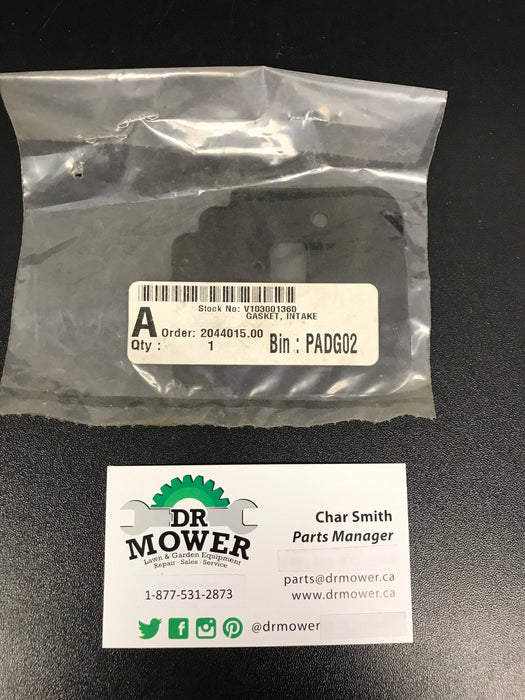 Stock No: V103001360
GASKET, INTAKE
A Order: 2044015.00
Qty : 1 Bin : PADG02
DR
MOWER
Lawn & Garden Equipment
Repair · Sales · Service
1-877-531-2873
@drmower
Char Smith
Parts Manager
parts@drmower.ca
www.drmower.ca